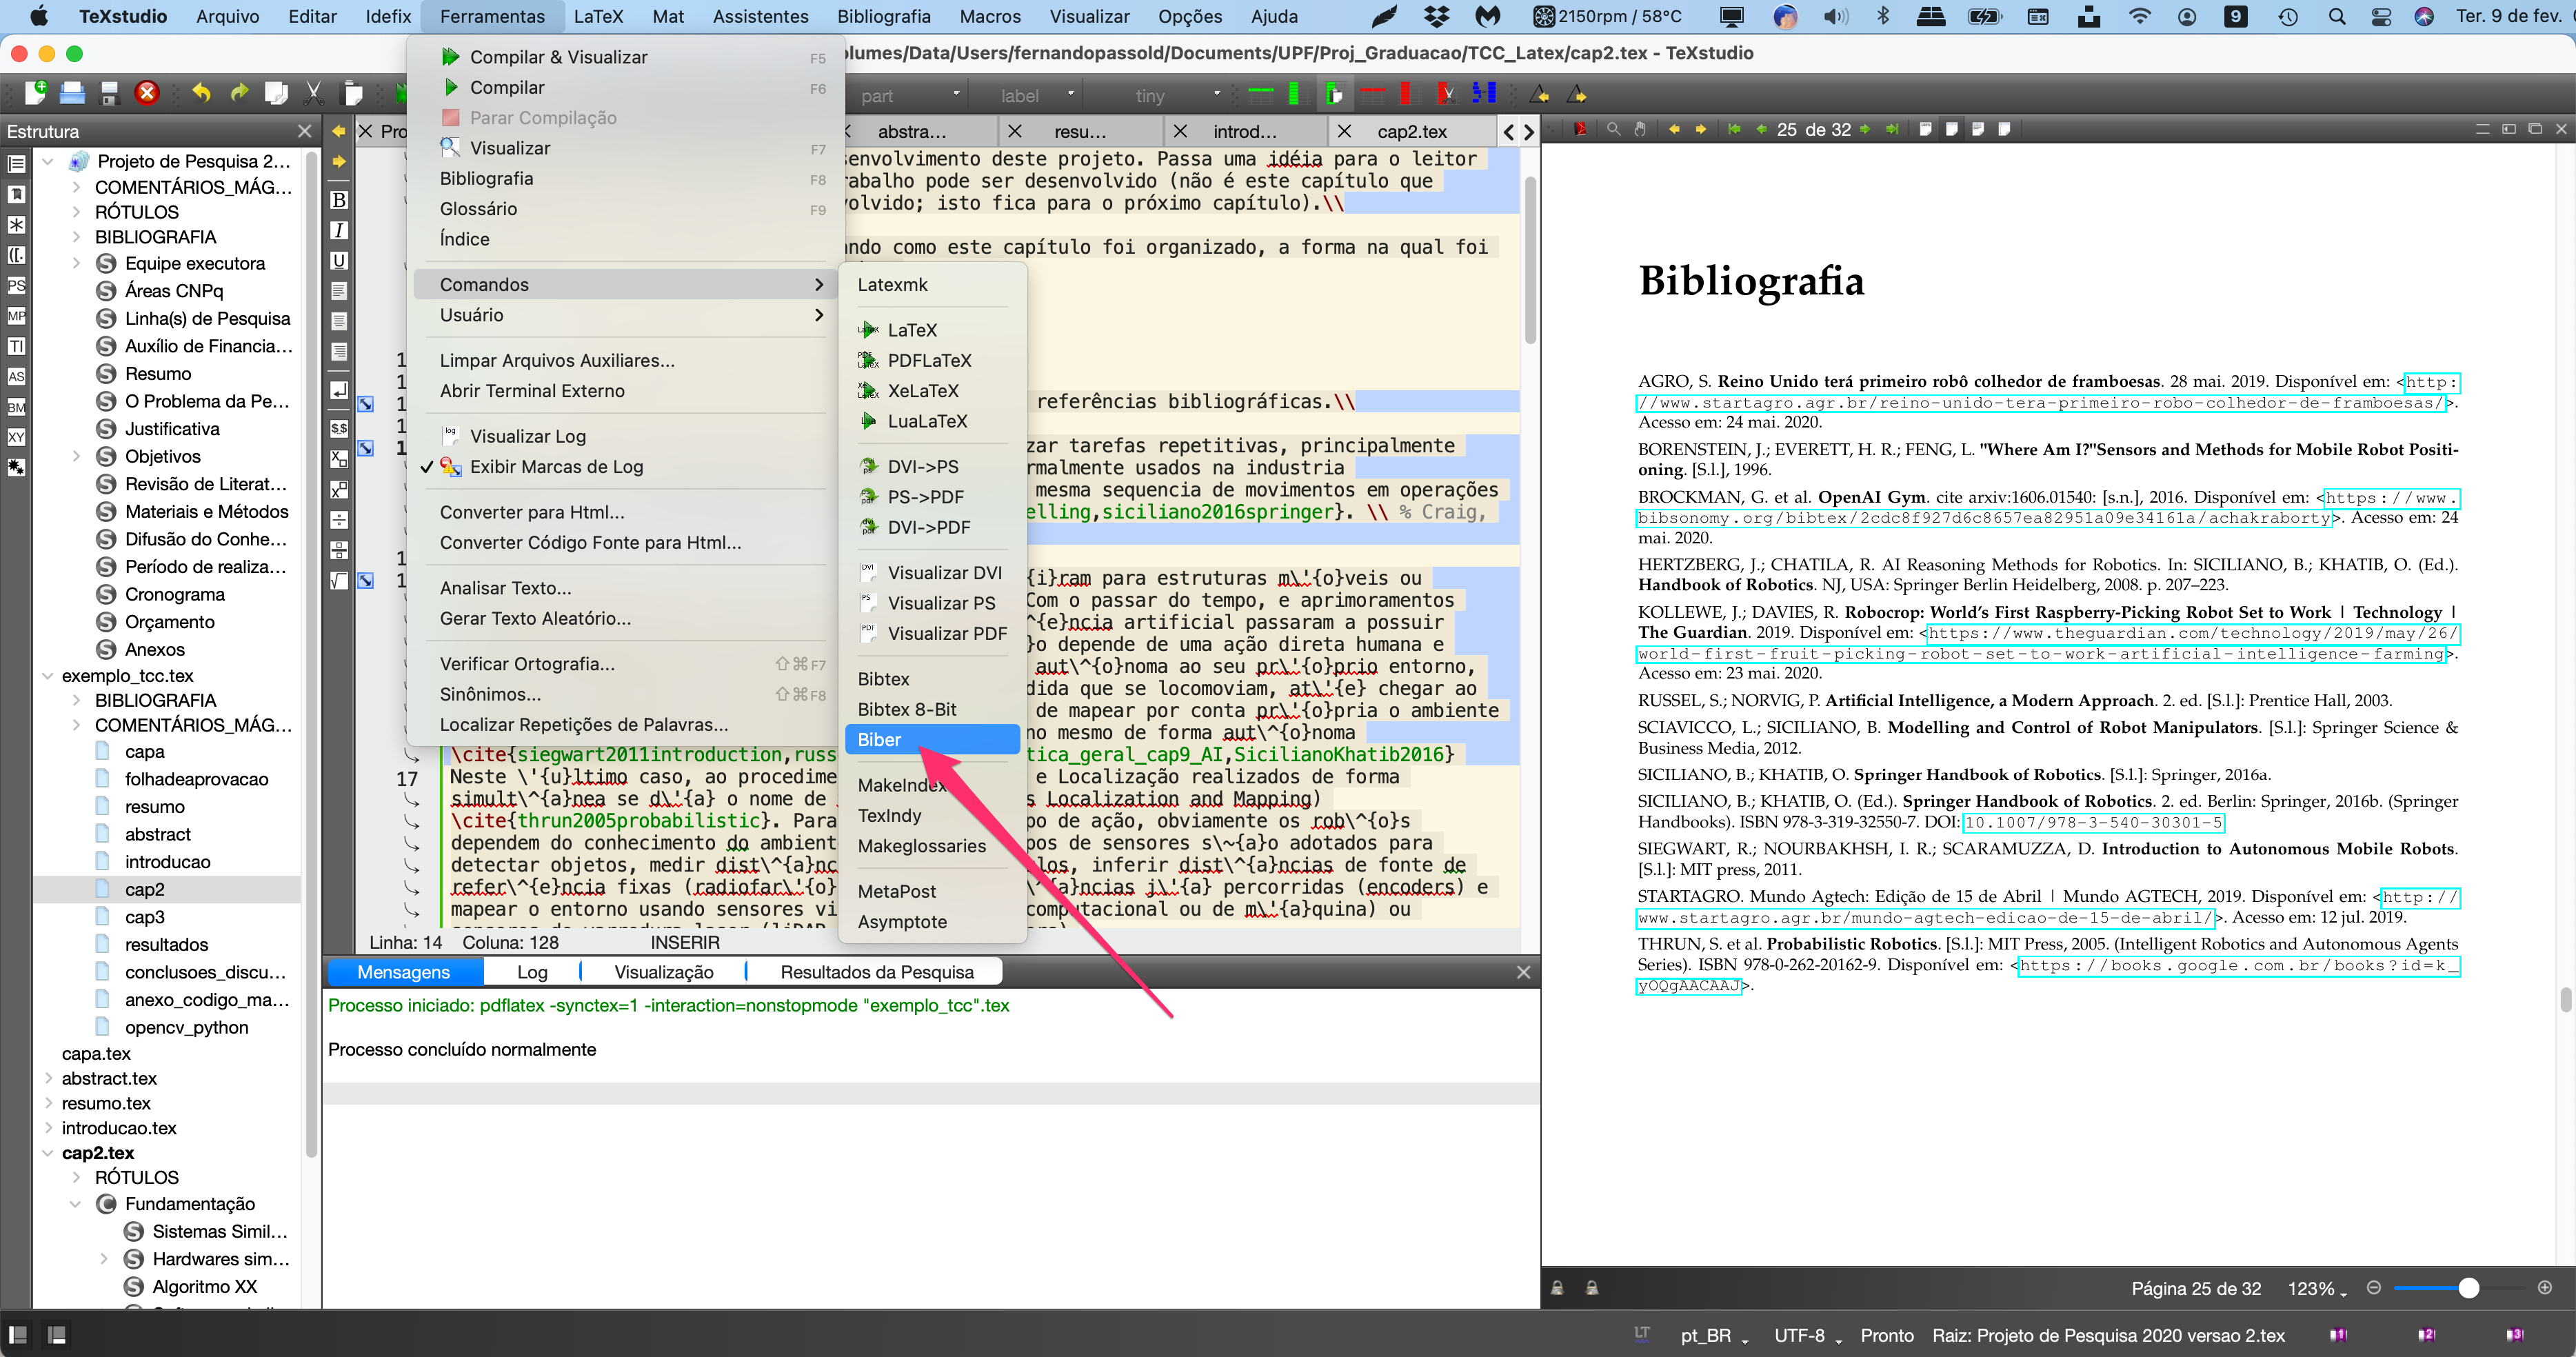 TeXstudio Arquivo Editar Idefix Ferramentas LaTeX Mat Assistentes Bibliografia Macros Visualizar Opções Ajuda 2150rpm / 58°C 9 Ter. 9 de fev.
olumes/Data/Users/fernandopassold/Documents/UPF/Proj_Graduacao/TCC_Latex/cap2.tex - TeXstudio
part label tiny
Estrutura
Pro
abstra...
resu...
introd...
cap2.tex
25 de 32
Projeto de Pesquisa 2...
COMENTÁRIOS_MÁG...
RÓTULOS
BIBLIOGRAFIA
Equipe executora
Áreas CNPq
Linha(s) de Pesquisa
Auxílio de Financia...
Resumo
O Problema da Pe...
Justificativa
Objetivos
Revisão de Literat...
Materiais e Métodos
Difusão do Conhe...
Período de realiza...
Cronograma
Orçamento
Anexos
exemplo_tcc.tex
BIBLIOGRAFIA
COMENTÁRIOS_MÁG...
capa
folhadeaprovacao
resumo
abstract
introducao
cap2
cap3
resultados
conclusoes_discu...
anexo_codigo_ma...
opencv_python
capa.tex
abstract.tex
resumo.tex
introducao.tex
cap2.tex
RÓTULOS
Fundamentação
Sistemas Simil...
Hardwares sim...
Algoritmo XX
PS
MP
TI
AS
BM
XY
B
I
U
$$
Compilar & Visualizar F5
Compilar F6
Parar Compilação
Visualizar F7
Bibliografia F8
Glossário F9
Índice
Comandos
Usuário
Limpar Arquivos Auxiliares...
Abrir Terminal Externo
Visualizar Log
Exibir Marcas de Log
Converter para Html...
Converter Código Fonte para Html...
Analisar Texto...
Gerar Texto Aleatório...
Verificar Ortografia... ⇧⌘F7
Sinônimos... ⇧⌘F8
Localizar Repetições de Palavras...
Latexmk
LaTeX
PDFLaTeX
XeLaTeX
LuaLaTeX
DVI->PS
PS->PDF
DVI->PDF
Visualizar DVI
Visualizar PS
Visualizar PDF
Bibtex
Bibtex 8-Bit
Biber
MakeIndex
TexIndy
Makeglossaries
MetaPost
Asymptote
senvolvimento deste projeto. Passa uma idéia para o leitor
rabalho pode ser desenvolvido (não é este capítulo que
volvido; isto fica para o próximo capítulo).\\
ando como este capítulo foi organizado, a forma na qual foi
referências bibliográficas.\\
zar tarefas repetitivas, principalmente
rmalmente usados na industria
mesma sequencia de movimentos em operações
elling,siciliano2016springer}. \\ % Craig,
{i}ram para estruturas m\'{o}veis ou
Com o passar do tempo, e aprimoramentos
^{e}ncia artificial passaram a possuir
}o depende de uma ação direta humana e
aut\^{o}noma ao seu pr\'{o}prio entorno,
dida que se locomoviam, at\'{e} chegar ao
de mapear por conta pr\'{o}pria o ambiente
no mesmo de forma aut\^{o}noma
\cite{siegwart2011introduction,russ tica_geral_cap9_AI,SicilianoKhatib2016}
17 Neste \'{u}ltimo caso, ao procedime e Localização realizados de forma
simult\^{a}nea se d\'{a} o nome de s Localization and Mapping)
\cite{thrun2005probabilistic}. Para po de ação, obviamente os rob\^{o}s
dependem do conhecimento do ambient pos de sensores s\~{a}o adotados para
detectar objetos, medir dist\^{a}nc los, inferir dist\^{a}ncias de fonte de
refer\^{e}ncia fixas (radiofar\'{o} \^{a}ncias j\'{a} percorridas (encoders) e
mapear o entorno usando sensores vi computacional ou de m\'{a}quina) ou
Linha: 14 Coluna: 128 INSERIR
Mensagens Log Visualização Resultados da Pesquisa
Processo iniciado: pdflatex -synctex=1 -interaction=nonstopmode "exemplo_tcc".tex
Processo concluído normalmente
Bibliografia
AGRO, S. Reino Unido terá primeiro robô colhedor de framboesas. 28 mai. 2019. Disponível em: <http:
//www.startagro.agr.br/reino-unido-tera-primeiro-robo-colhedor-de-framboesas/>.
Acesso em: 24 mai. 2020.
BORENSTEIN, J.; EVERETT, H. R.; FENG, L. "Where Am I?"Sensors and Methods for Mobile Robot Positi-
oning. [S.l.], 1996.
BROCKMAN, G. et al. OpenAI Gym. cite arxiv:1606.01540: [s.n.], 2016. Disponível em: <https://www.
bibsonomy.org/bibtex/2cdc8f927d6c8657ea82951a09e34161a/achakraborty>. Acesso em: 24
mai. 2020.
HERTZBERG, J.; CHATILA, R. AI Reasoning Methods for Robotics. In: SICILIANO, B.; KHATIB, O. (Ed.).
Handbook of Robotics. NJ, USA: Springer Berlin Heidelberg, 2008. p. 207–223.
KOLLEWE, J.; DAVIES, R. Robocrop: World's First Raspberry-Picking Robot Set to Work | Technology |
The Guardian. 2019. Disponível em: <https://www.theguardian.com/technology/2019/may/26/
world-first-fruit-picking-robot-set-to-work-artificial-intelligence-farming>.
Acesso em: 23 mai. 2020.
RUSSEL, S.; NORVIG, P. Artificial Intelligence, a Modern Approach. 2. ed. [S.l.]: Prentice Hall, 2003.
SCIAVICCO, L.; SICILIANO, B. Modelling and Control of Robot Manipulators. [S.l.]: Springer Science &
Business Media, 2012.
SICILIANO, B.; KHATIB, O. Springer Handbook of Robotics. [S.l.]: Springer, 2016a.
SICILIANO, B.; KHATIB, O. (Ed.). Springer Handbook of Robotics. 2. ed. Berlin: Springer, 2016b. (Springer
Handbooks). ISBN 978-3-319-32550-7. DOI: 10.1007/978-3-540-30301-5
SIEGWART, R.; NOURBAKHSH, I. R.; SCARAMUZZA, D. Introduction to Autonomous Mobile Robots.
[S.l.]: MIT press, 2011.
STARTAGRO. Mundo Agtech: Edição de 15 de Abril | Mundo AGTECH, 2019. Disponível em: <http://
www.startagro.agr.br/mundo-agtech-edicao-de-15-de-abril/>. Acesso em: 12 jul. 2019.
THRUN, S. et al. Probabilistic Robotics. [S.l.]: MIT Press, 2005. (Intelligent Robotics and Autonomous Agents
Series). ISBN 978-0-262-20162-9. Disponível em: <https://books.google.com.br/books?id=k_
yOQgAACAAJ>.
Página 25 de 32 123%
LT pt_BR UTF-8 Pronto Raiz: Projeto de Pesquisa 2020 versao 2.tex 1 2 3